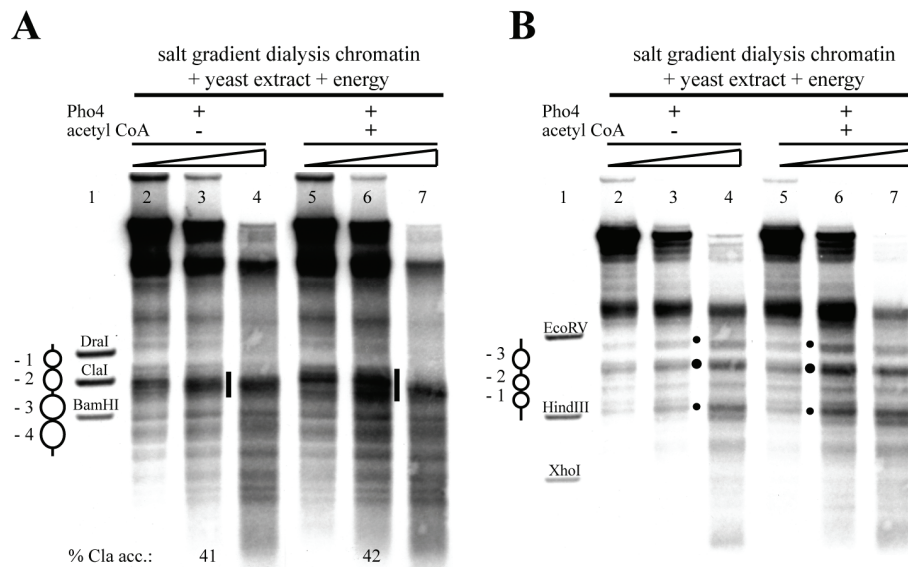 A
salt gradient dialysis chromatin
+ yeast extract + energy
Pho4 + +
acetyl CoA - +
1 2 3 4 5 6 7
DraI
- 1
ClaI
- 2
BamHI
- 3
- 4
% Cla acc.: 41 42
B
salt gradient dialysis chromatin
+ yeast extract + energy
Pho4 + +
acetyl CoA - +
1 2 3 4 5 6 7
EcoRV
- 3
- 2
- 1
HindIII
XhoI